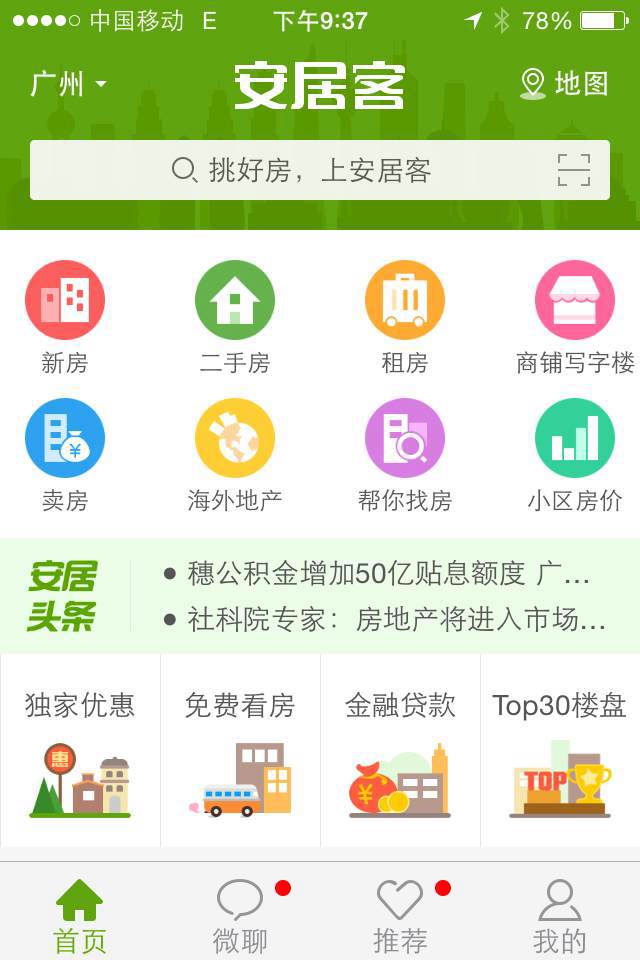 中国移动 E 下午9:37 78%
广州 安居客 地图
挑好房，上安居客
新房 二手房 租房 商铺写字楼
¥
卖房 海外地产 帮你找房 小区房价
安居 穗公积金增加50亿贴息额度 广...
头条 社科院专家：房地产将进入市场...
独家优惠 免费看房 金融贷款 Top30楼盘
惠 ¥ TOP
首页 微聊 推荐 我的